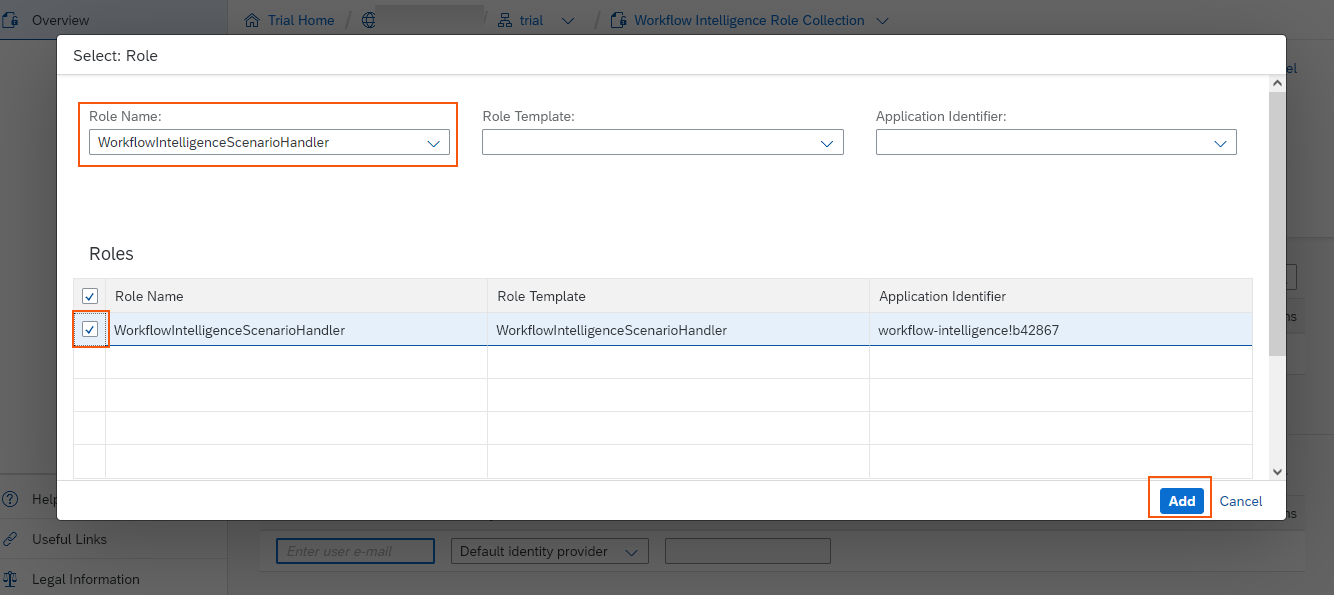 Overview
Trial Home / / trial / Workflow Intelligence Role Collection
Select: Role
Role Name:
Role Template:
Application Identifier:
WorkflowIntelligenceScenarioHandler
Roles
Role Name
Role Template
Application Identifier
WorkflowIntelligenceScenarioHandler
WorkflowIntelligenceScenarioHandler
workflow-intelligence!b42867
Add
Cancel
Help
Useful Links
Enter user e-mail
Default identity provider
Legal Information